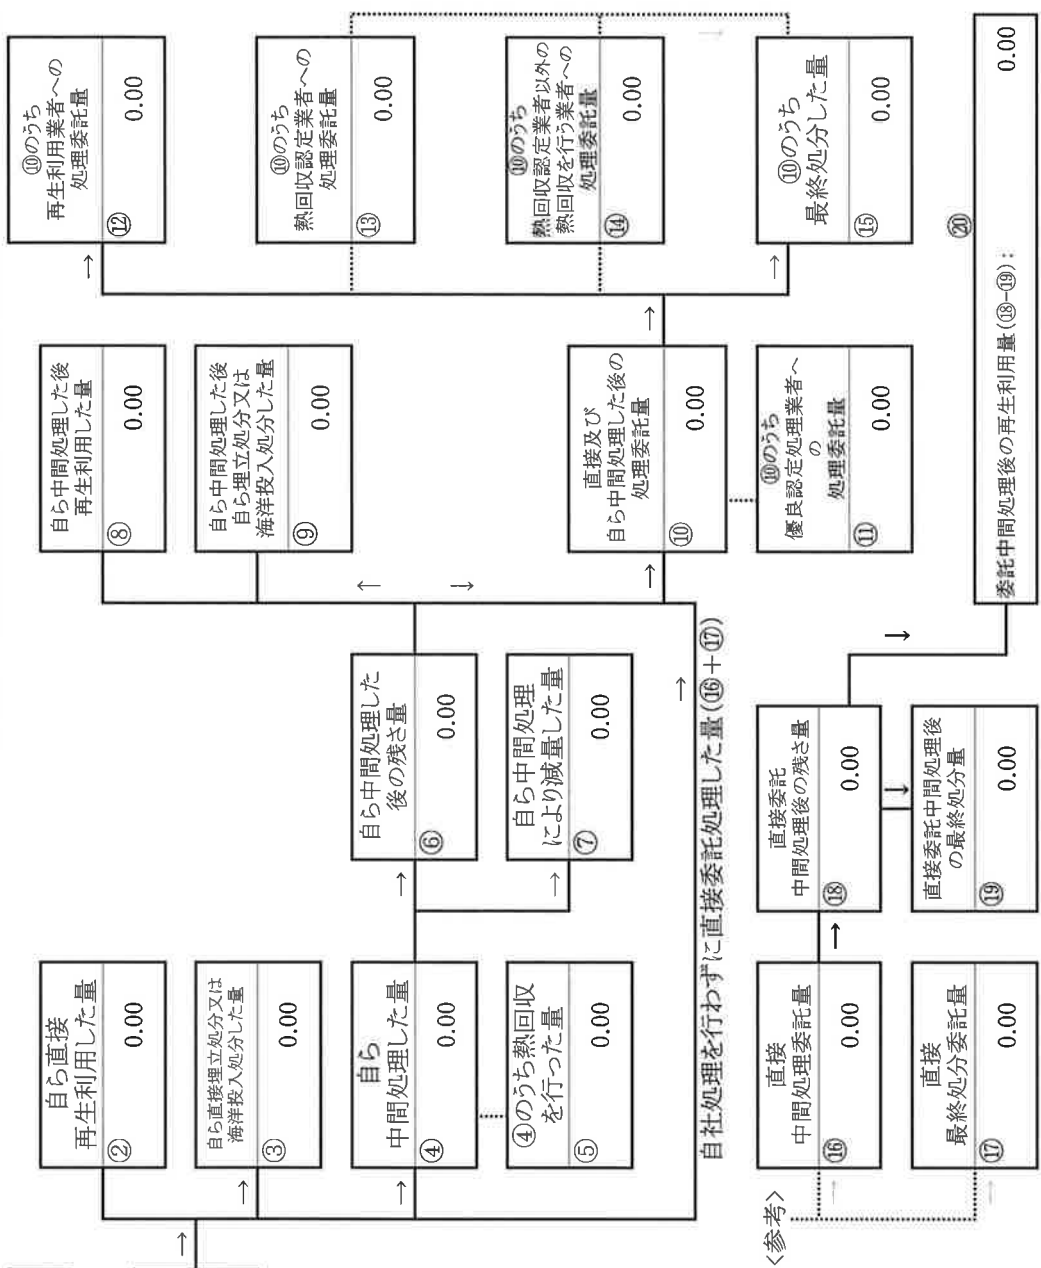 自ら直接
再生利用した量
② 0.00
自ら直接埋立処分又は
海洋投入処分した量
③ 0.00
自ら
中間処理した量
④ 0.00
④のうち熱回収
を行った量
⑤ 0.00
自ら中間処理した
後の残さ量
⑥ 0.00
自ら中間処理
により減量した量
⑦ 0.00
自ら中間処理した後
再生利用した量
⑧ 0.00
自ら中間処理した後
自ら埋立処分又は
海洋投入処分した量
⑨ 0.00
直接及び
自ら中間処理した後の
処理委託量
⑩ 0.00
⑩のうち
優良認定処理業者へ
の
処理委託量
⑪ 0.00
⑩のうち
再生利用業者への
処理委託量
⑫ 0.00
⑩のうち
熱回収認定業者への
処理委託量
⑬ 0.00
⑩のうち
熱回収認定業者以外の
熱回収を行う業者への
処理委託量
⑭ 0.00
⑩のうち
最終処分した量
⑮ 0.00
自社処理を行わずに直接委託処理した量(⑯+⑰)
<参考>
直接
中間処理委託量
⑯ 0.00
直接
最終処分委託量
⑰ 0.00
直接委託
中間処理後の残さ量
⑱ 0.00
直接委託中間処理後
の最終処分量
⑲ 0.00
⑳
委託中間処理後の再生利用量(⑱-⑲): 0.00